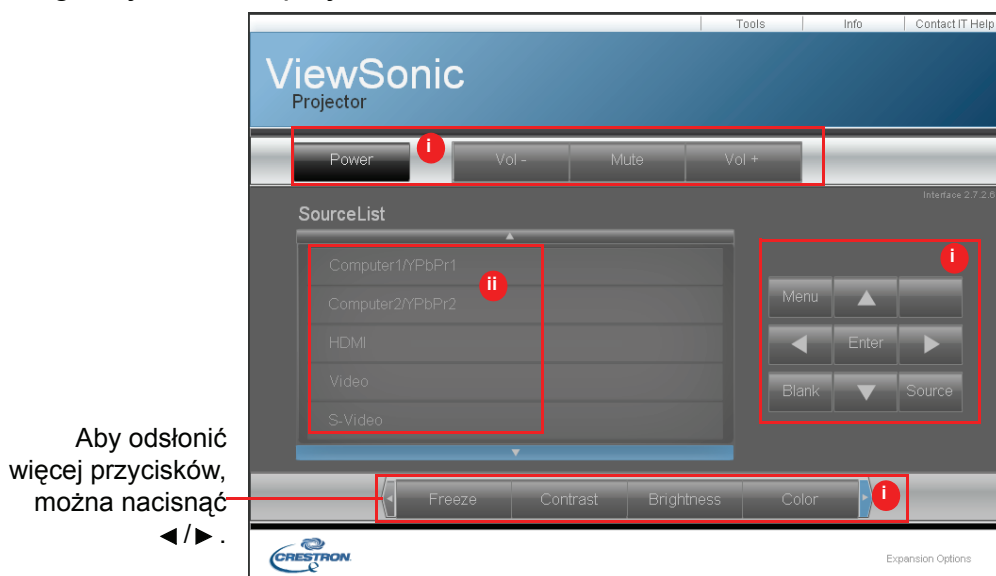 Tools Info Contact IT Help
ViewSonic
Projector
Power i Vol - Mute Vol +
Interface 2.7.2.6
SourceList
Computer1/YPbPr1
ii
Computer2/YPbPr2
HDMI
Video
S-Video
i
Menu ▲
◀ Enter ▶
Blank ▼ Source
Aby odsłonić
więcej przycisków,
można nacisnąć
◄/► .
Freeze Contrast Brightness Color i
CRESTRON
Expansion Options